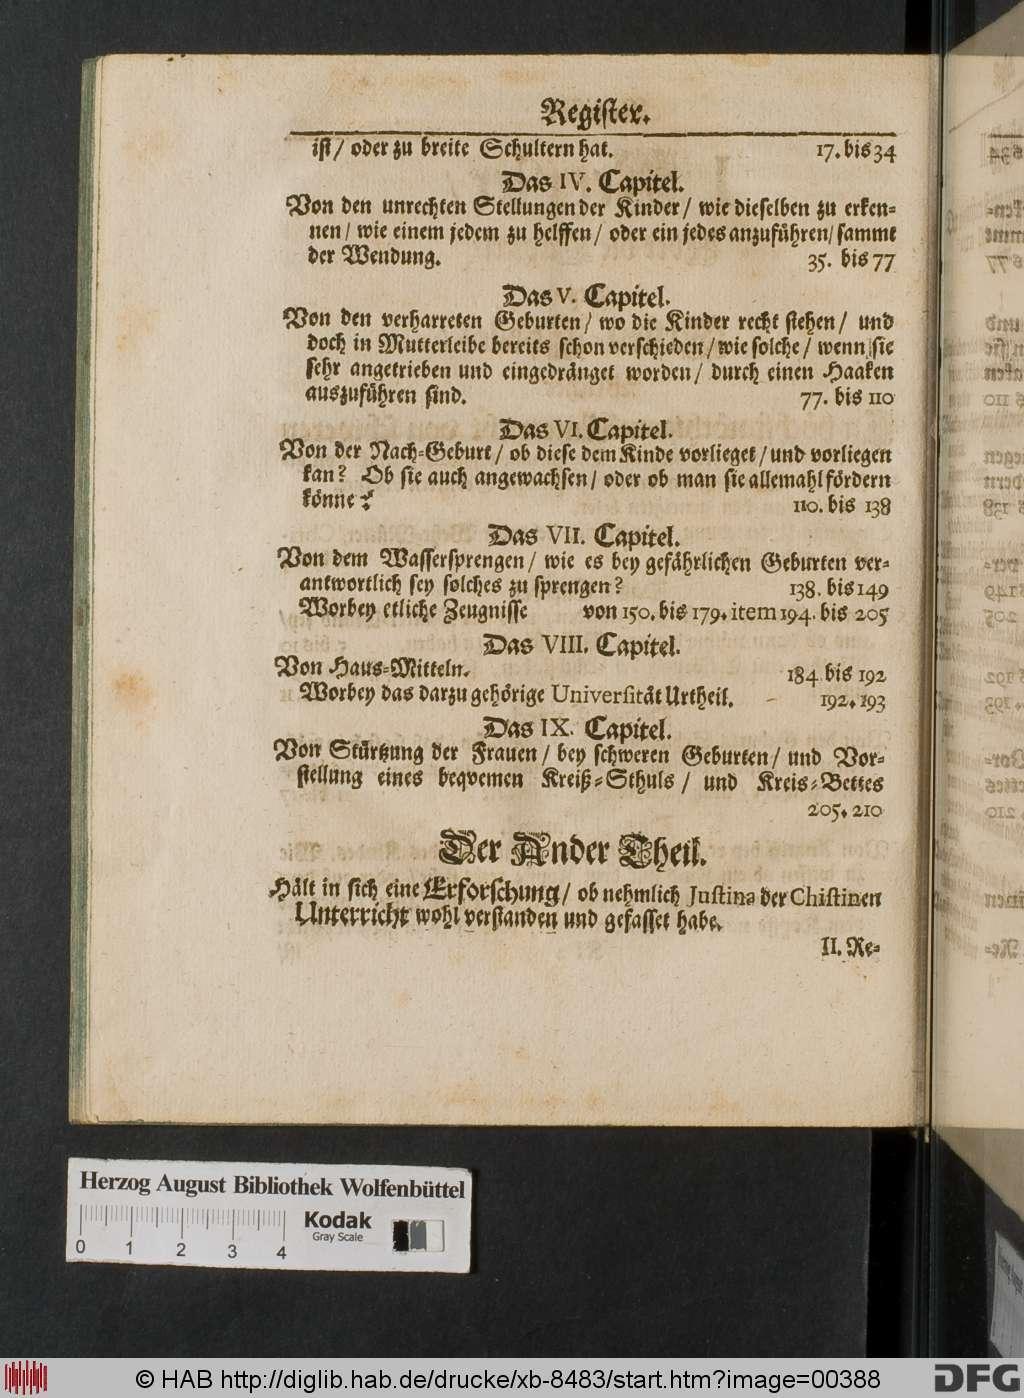 Register.
ist / oder zu breite Schultern hat. 17. bis 34
Das IV. Capitel.
Von den unrechten Stellungen der Kinder / wie dieselben zu erken-
nen / wie einem jedem zu helffen / oder ein jedes anzuführen / sammt
der Wendung. 35. bis 77
Das V. Capitel.
Von den verharreten Geburten / wo die Kinder recht stehen / und
doch in Mutterleibe bereits schon verschieden / wie solche / wenn sie
sehr angetrieben und eingedränget worden / durch einen Haaken
auszuführen sind. 77. bis 110
Das VI. Capitel.
Von der Nach-Geburt / ob diese dem Kinde vorlieget / und vorliegen
kan? Ob sie auch angewachsen / oder ob man sie allemahl fördern
könne? 110. bis 138
Das VII. Capitel.
Von dem Wassersprengen / wie es bey gefährlichen Geburten ver-
antwortlich sey solches zu sprengen? 138. bis 149
Worbey etliche Zeugnisse von 150. bis 179. item 194. bis 205
Das VIII. Capitel.
Von Haus-Mitteln. 184 bis 192
Worbey das darzu gehörige Universität Urtheil. 192. 193
Das IX. Capitel.
Von Stürtzung der Frauen / bey schweren Geburten / und Vor-
stellung eines beqvemen Kreiß-Sthuls / und Kreis-Bettes
205. 210
Der Ander Theil.
Hält in sich eine Erforschung / ob nehmlich Justina der Chistinen
Unterricht wohl verstanden und gefasset habe.
II. Re-
Herzog August Bibliothek Wolfenbüttel
0 1 2 3 4
Kodak
Gray Scale
© HAB http://diglib.hab.de/drucke/xb-8483/start.htm?image=00388
DFG